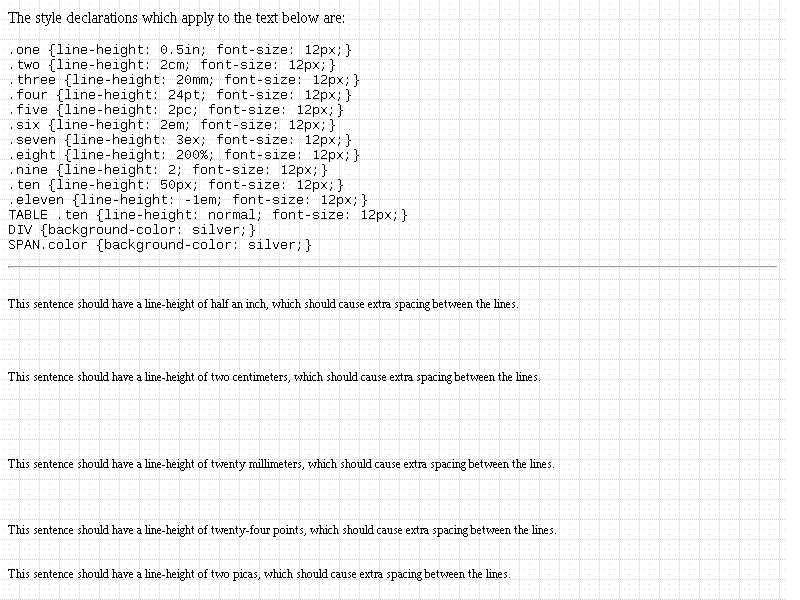 The style declarations which apply to the text below are:
.one {line-height: 0.5in; font-size: 12px;}
.two {line-height: 2cm; font-size: 12px;}
.three {line-height: 20mm; font-size: 12px;}
.four {line-height: 24pt; font-size: 12px;}
.five {line-height: 2pc; font-size: 12px;}
.six {line-height: 2em; font-size: 12px;}
.seven {line-height: 3ex; font-size: 12px;}
.eight {line-height: 200%; font-size: 12px;}
.nine {line-height: 2; font-size: 12px;}
.ten {line-height: 50px; font-size: 12px;}
.eleven {line-height: -1em; font-size: 12px;}
TABLE .ten {line-height: normal; font-size: 12px;}
DIV {background-color: silver;}
SPAN.color {background-color: silver;}
This sentence should have a line-height of half an inch, which should cause extra spacing between the lines.
This sentence should have a line-height of two centimeters, which should cause extra spacing between the lines.
This sentence should have a line-height of twenty millimeters, which should cause extra spacing between the lines.
This sentence should have a line-height of twenty-four points, which should cause extra spacing between the lines.
This sentence should have a line-height of two picas, which should cause extra spacing between the lines.